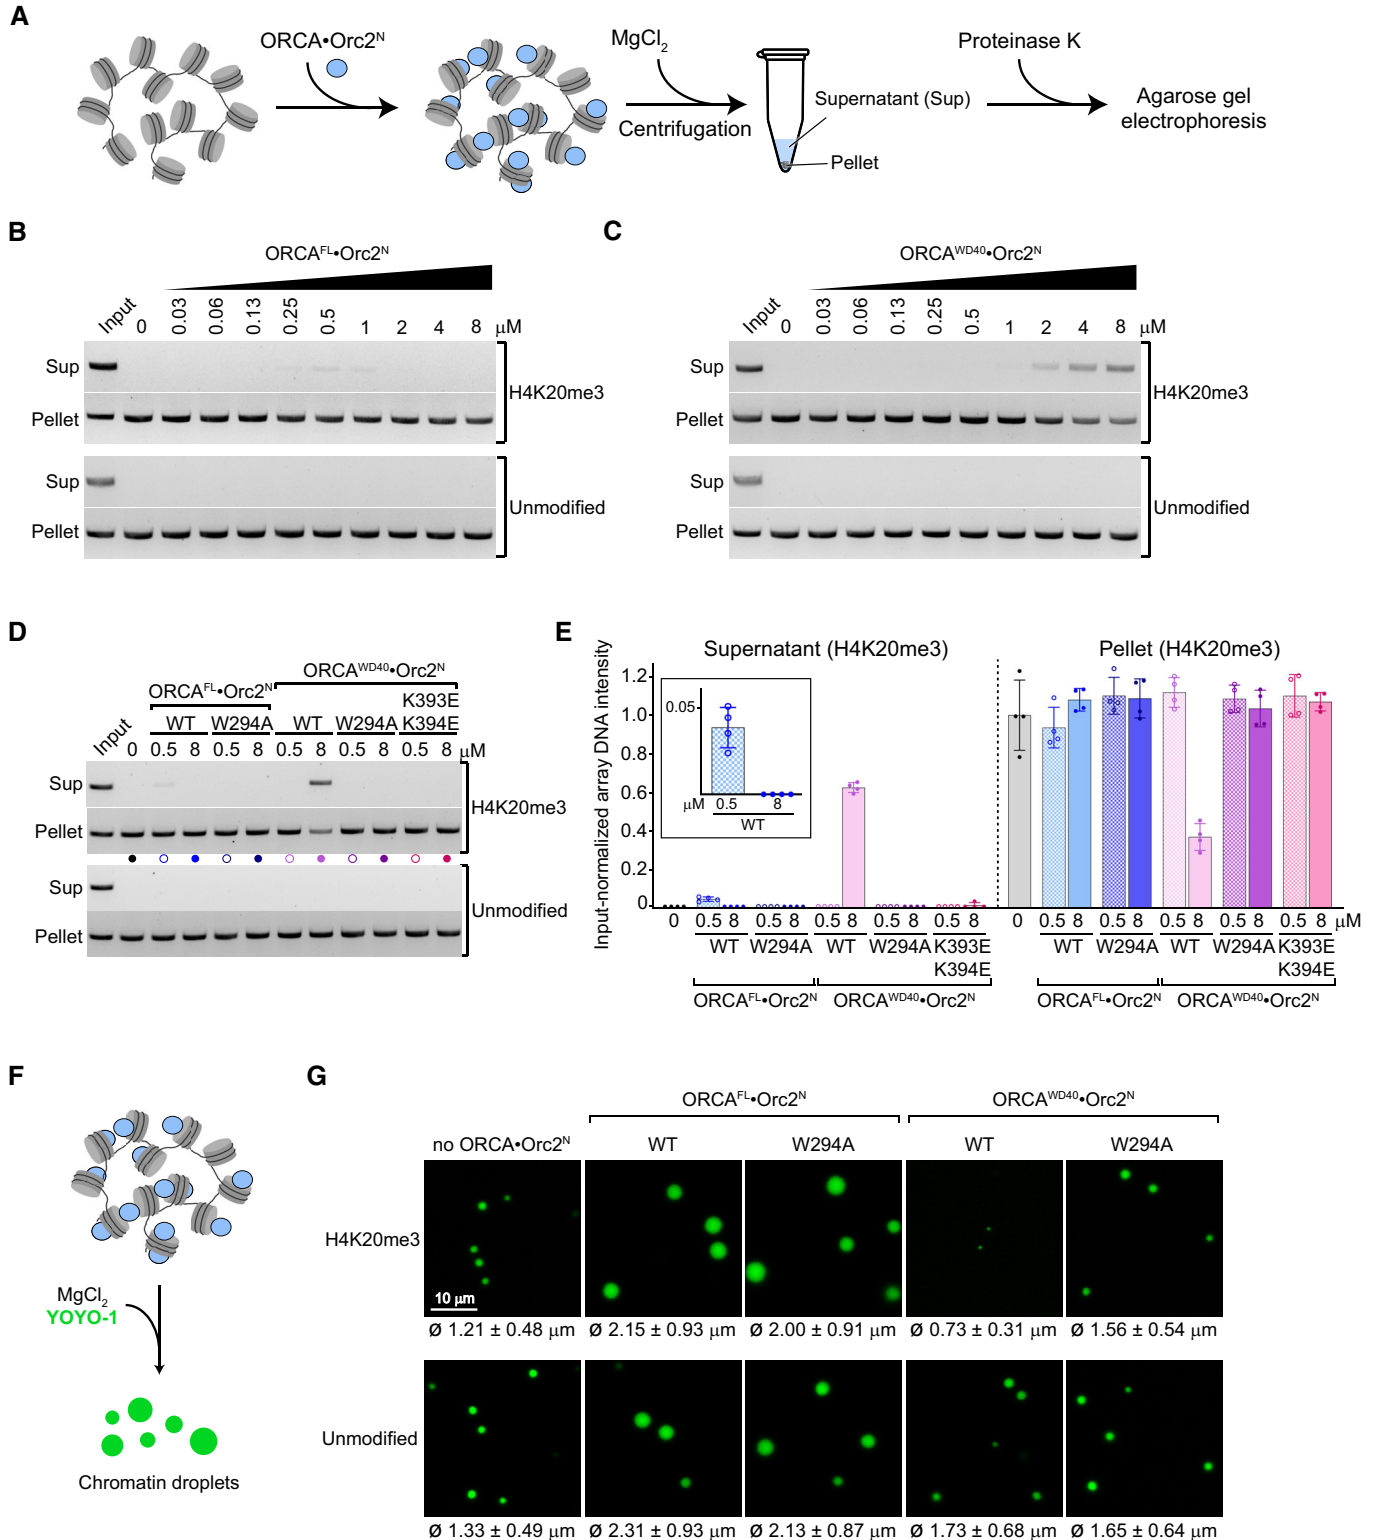 A
ORCA•Orc2N
MgCl2
Centrifugation
Supernatant (Sup)
Pellet
Proteinase K
Agarose gel
electrophoresis
B
ORCAFL•Orc2N
Input 0 0.03 0.06 0.13 0.25 0.5 1 2 4 8 μM
Sup
Pellet
H4K20me3
Sup
Pellet
Unmodified
C
ORCAWD40•Orc2N
Input 0 0.03 0.06 0.13 0.25 0.5 1 2 4 8 μM
Sup
Pellet
H4K20me3
Sup
Pellet
Unmodified
D
ORCAWD40•Orc2N
ORCAFL•Orc2N
K393E
WT W294A WT W294A K394E
Input 0 0.5 8 0.5 8 0.5 8 0.5 8 0.5 8 μM
Sup
Pellet
H4K20me3
Sup
Pellet
Unmodified
E
Supernatant (H4K20me3)
Pellet (H4K20me3)
Input-normalized array DNA intensity
1.2
1.0
0.8
0.6
0.4
0.2
0
0.05
μM 0.5 8
WT
0.5 8 0.5 8 0.5 8 0.5 8 0.5 8
WT W294A WT W294A K393E
K394E
ORCAFL•Orc2N ORCAWD40•Orc2N
0 0.5 8 0.5 8 0.5 8 0.5 8 0.5 8 μM
WT W294A WT W294A K393E
K394E
ORCAFL•Orc2N ORCAWD40•Orc2N
F
MgCl2
YOYO-1
Chromatin droplets
G
ORCAFL•Orc2N ORCAWD40•Orc2N
no ORCA•Orc2N WT W294A WT W294A
H4K20me3
10 μm
Ø 1.21 ± 0.48 μm Ø 2.15 ± 0.93 μm Ø 2.00 ± 0.91 μm Ø 0.73 ± 0.31 μm Ø 1.56 ± 0.54 μm
Unmodified
Ø 1.33 ± 0.49 μm Ø 2.31 ± 0.93 μm Ø 2.13 ± 0.87 μm Ø 1.73 ± 0.68 μm Ø 1.65 ± 0.64 μm